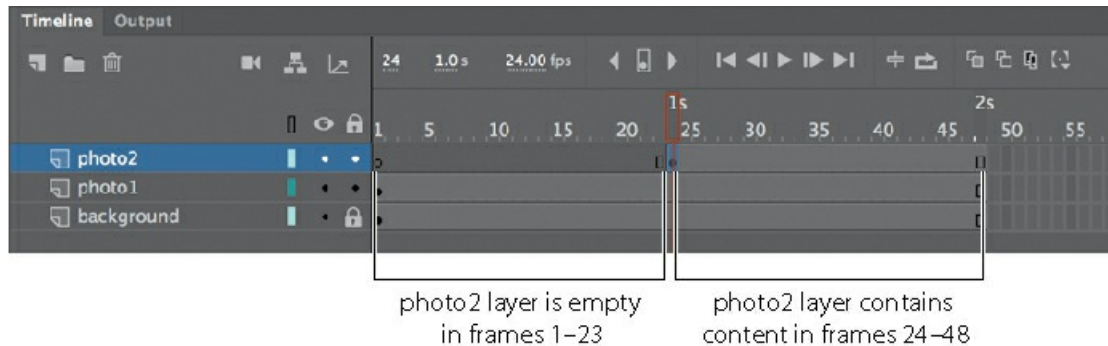 Timeline Output
24 1.0 s 24.00 fps
1s 2s
1 5 10 15 20 25 30 35 40 45 50 55
photo2
photo1
background
photo2 layer is empty
in frames 1–23
photo2 layer contains
content in frames 24–48